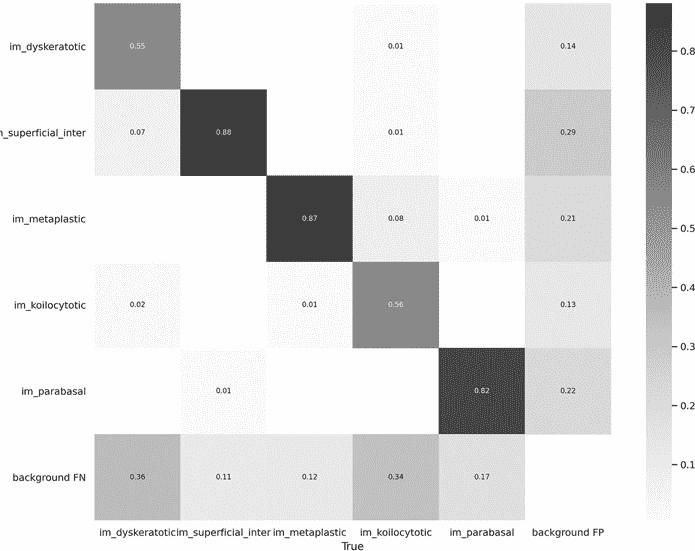 im_dyskeratotic 0.55 0.01 0.14 0.8
n_superficial_inter 0.07 0.88 0.01 0.29 0.7
0.6
im_metaplastic 0.87 0.08 0.01 0.21 0.5
im_koilocytotic 0.02 0.01 0.56 0.13 0.4
0.3
im_parabasal 0.01 0.82 0.22 0.2
background FN 0.36 0.11 0.12 0.34 0.17 0.1
im_dyskeratotic im_superficial_inter im_metaplastic im_koilocytotic im_parabasal background FP
True